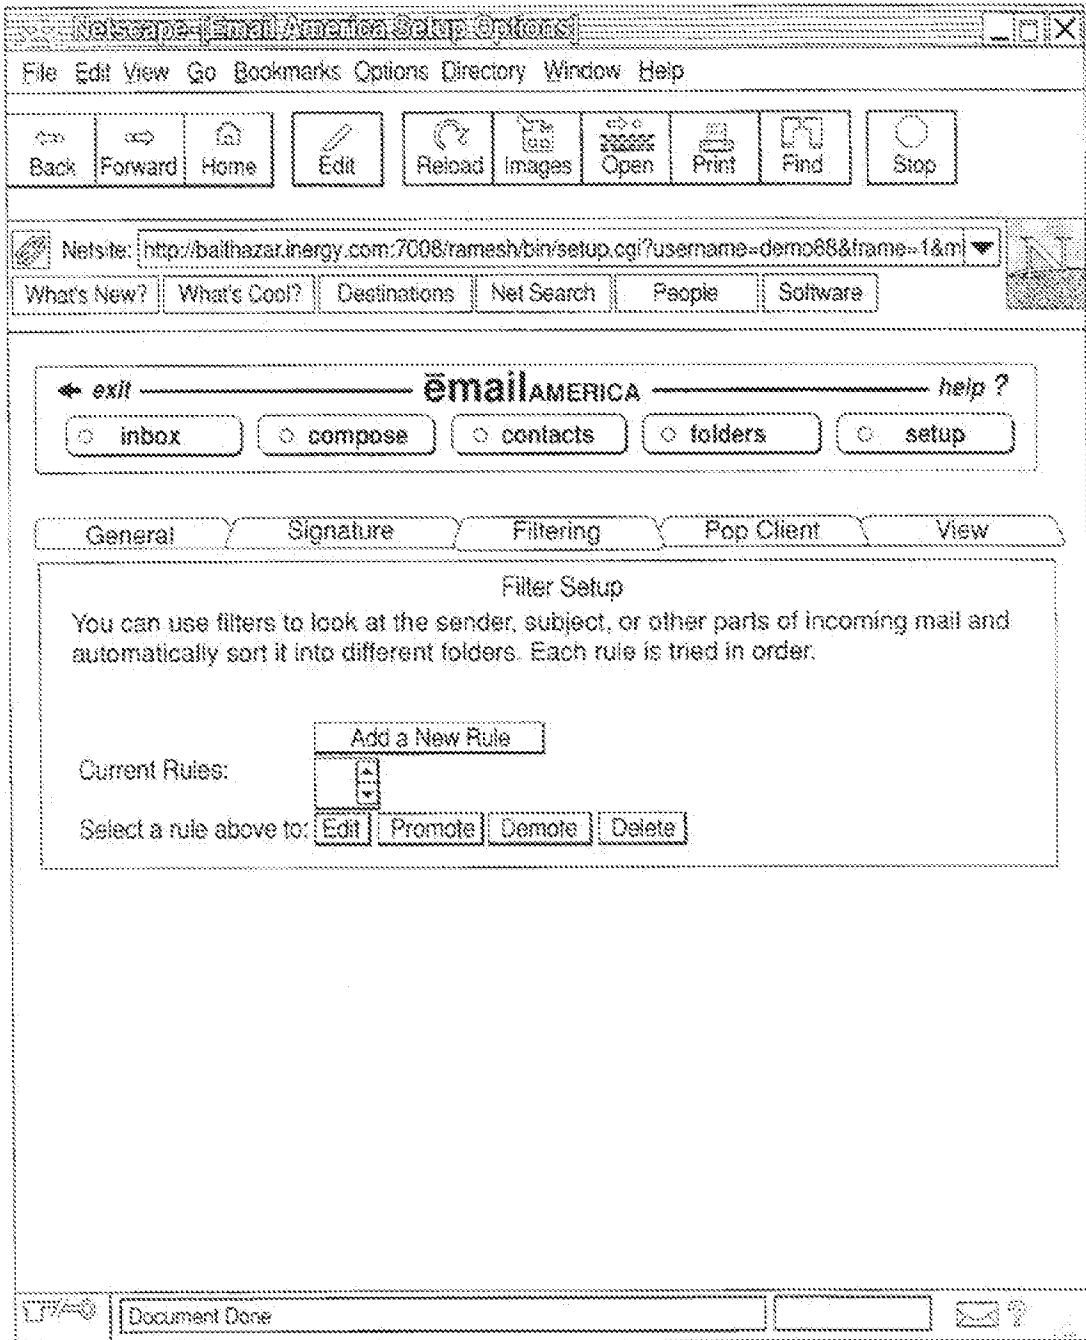 Netscape-[Email America Setup Options]
File Edit View Go Bookmarks Options Directory Window Help
Back Forward Home Edit Reload Images Open Print Find Stop
Netsite: http://balthazar.inergy.com:7008/ramesh/bin/setup.cgi?username=demo68&frame=1&m
What's New? What's Cool? Destinations Net Search People Software
exit ēmailAMERICA help ?
inbox compose contacts folders setup
General Signature Filtering Pop Client View
Filter Setup
You can use filters to look at the sender, subject, or other parts of incoming mail and
automatically sort it into different folders. Each rule is tried in order.
Add a New Rule
Current Rules:
Select a rule above to: Edit Promote Demote Delete
Document Done